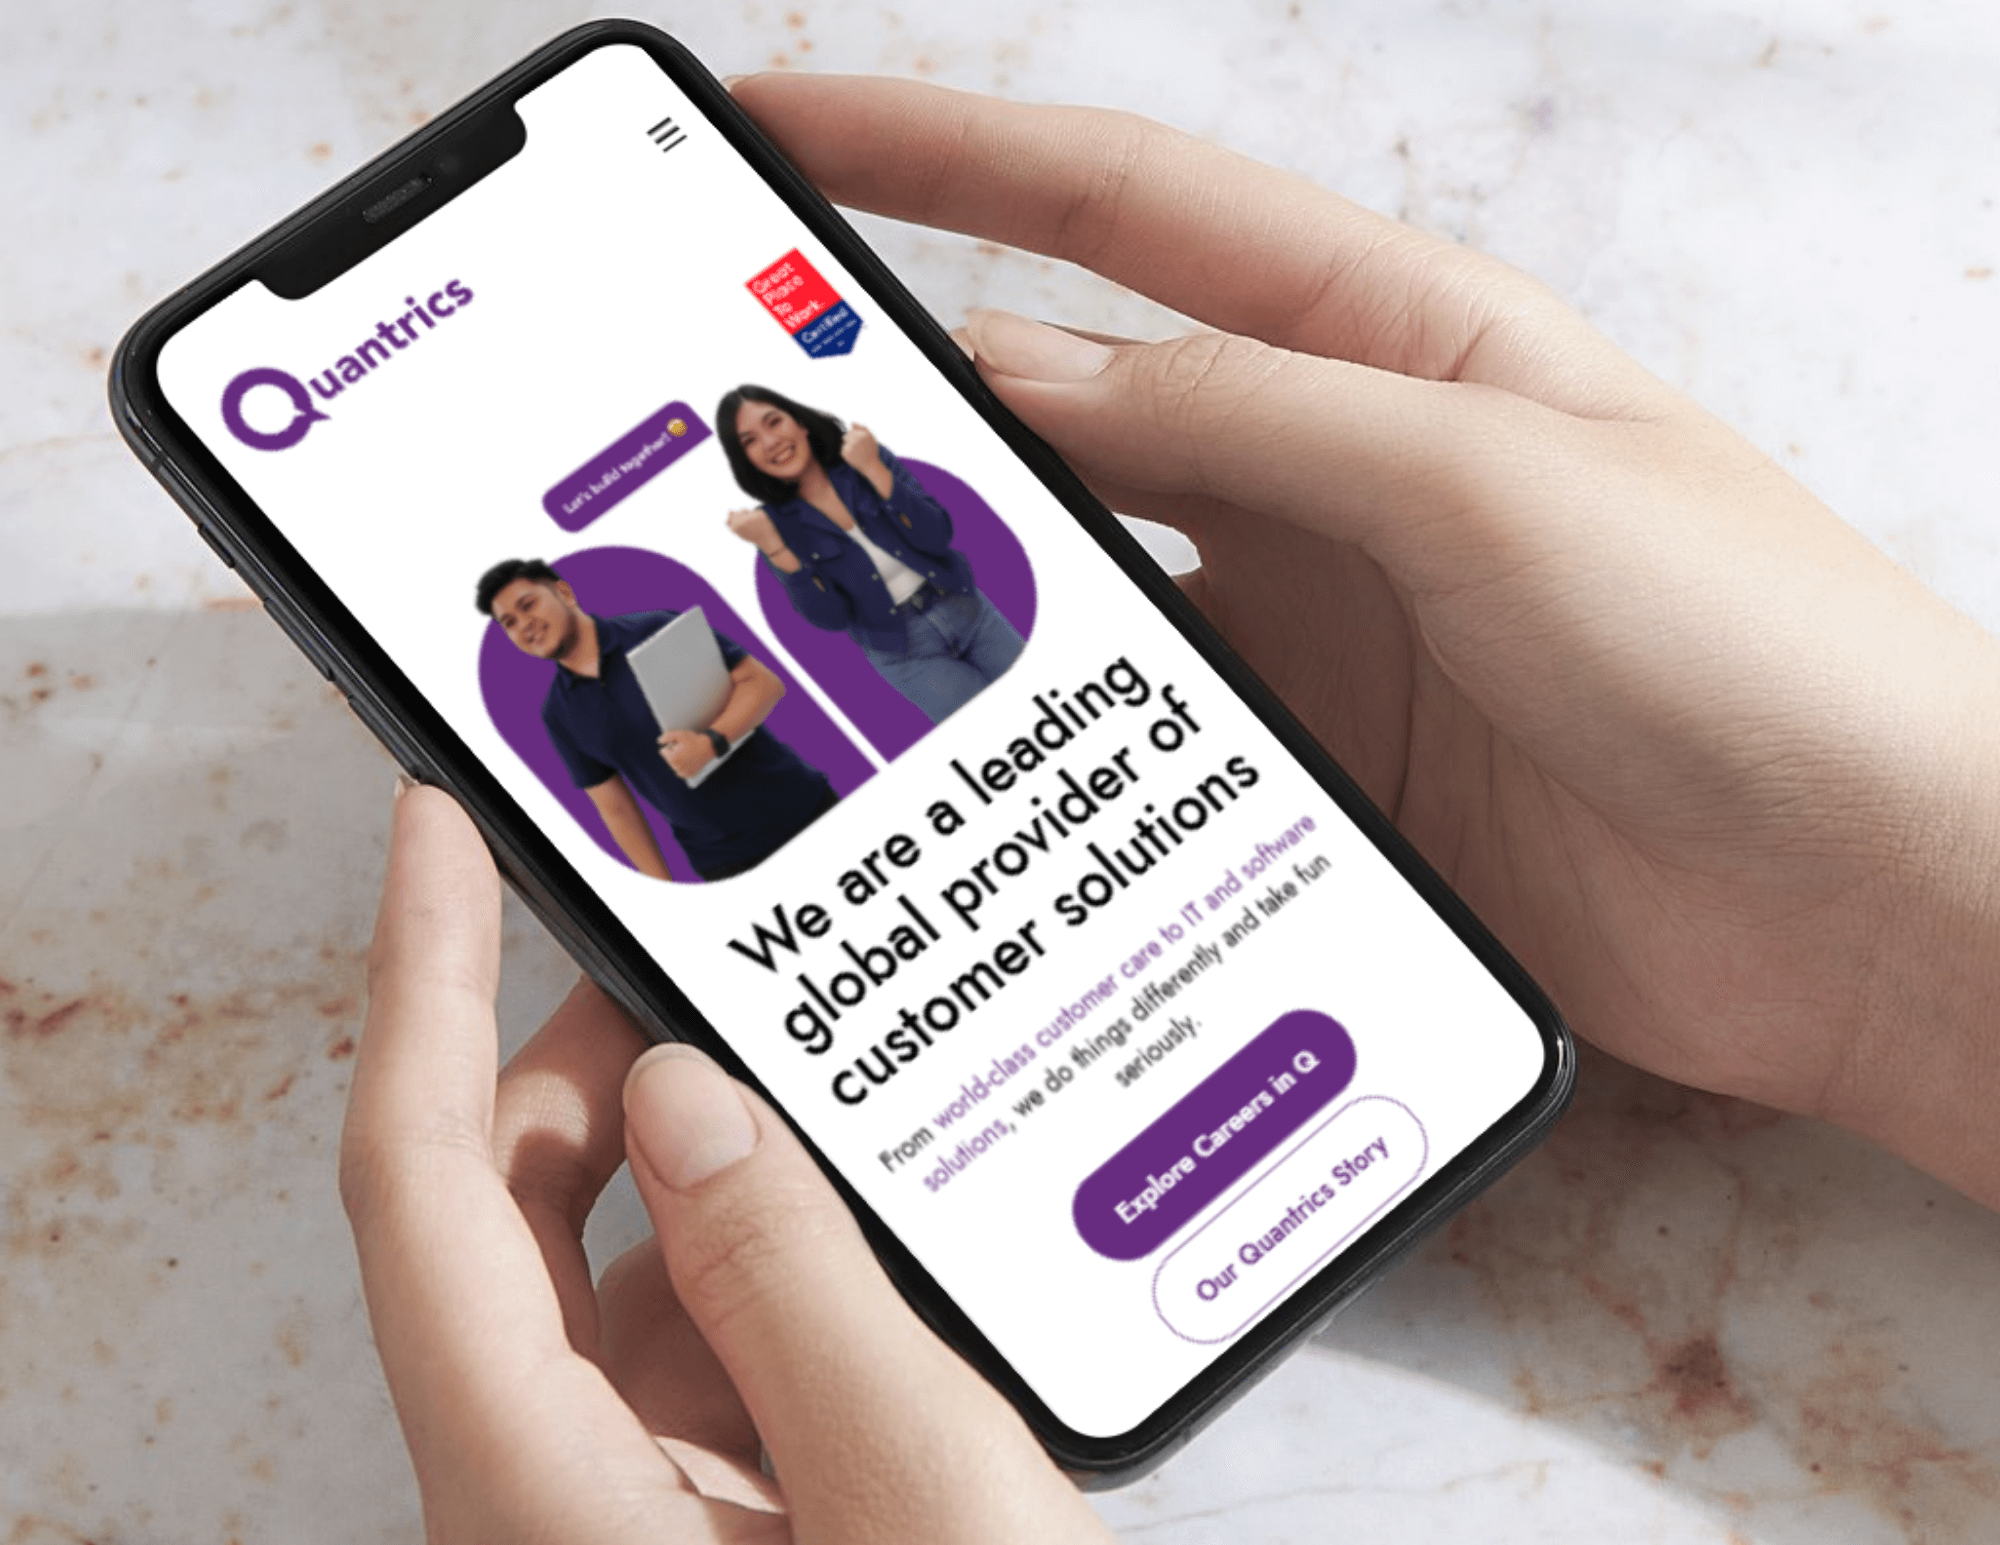 Quantrics
Great
Place
To
Work.
Certified
Let's build together!
We are a leading
global provider of
customer solutions
From world-class customer care to IT and software
solutions, we do things differently and take fun
seriously.
Explore Careers in Q
Our Quantrics Story